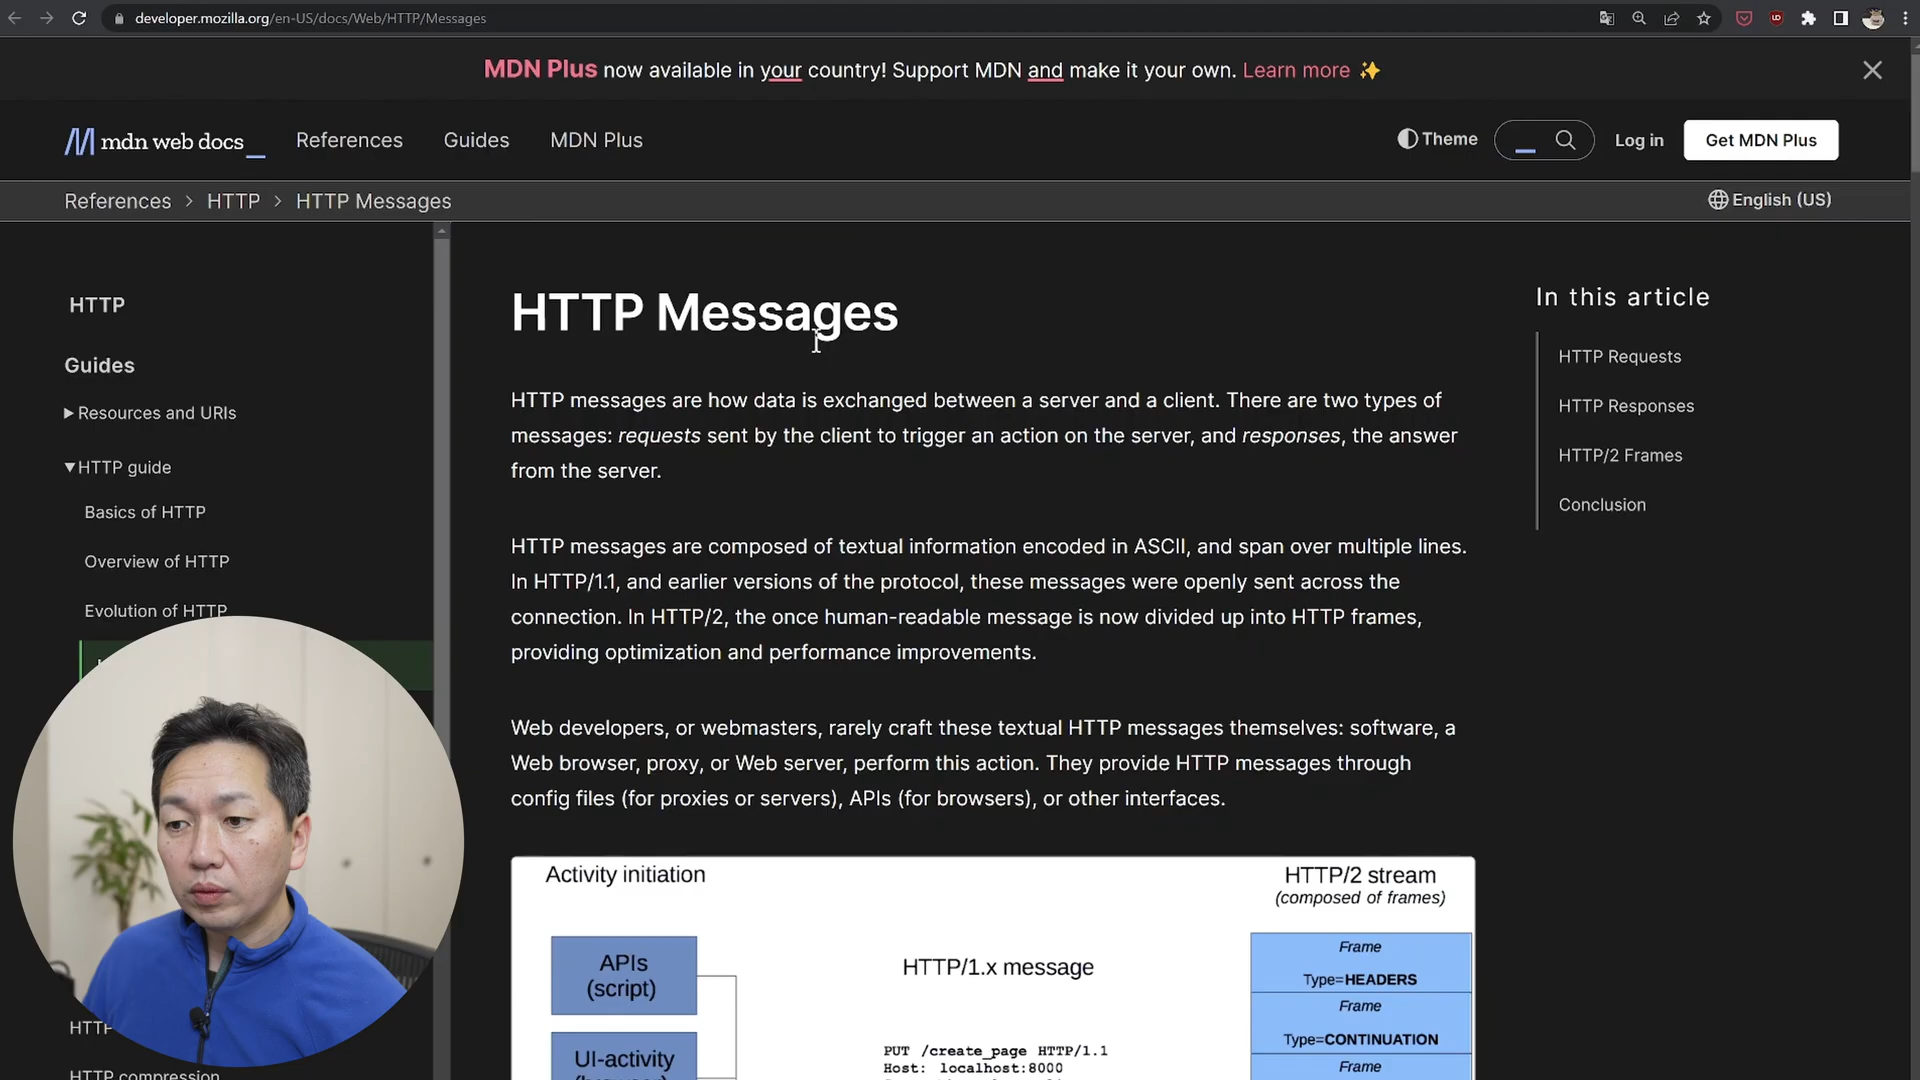 developer.mozilla.org/en-US/docs/Web/HTTP/Messages
MDN Plus now available in your country! Support MDN and make it your own. Learn more ✨
mdn web docs_
References
Guides
MDN Plus
Theme
Log in
Get MDN Plus
References > HTTP > HTTP Messages
English (US)
HTTP
Guides
Resources and URIs
HTTP guide
Basics of HTTP
Overview of HTTP
Evolution of HTTP
HTTP compression
HTTP Messages
HTTP messages are how data is exchanged between a server and a client. There are two types of
messages: requests sent by the client to trigger an action on the server, and responses, the answer
from the server.
HTTP messages are composed of textual information encoded in ASCII, and span over multiple lines.
In HTTP/1.1, and earlier versions of the protocol, these messages were openly sent across the
connection. In HTTP/2, the once human-readable message is now divided up into HTTP frames,
providing optimization and performance improvements.
Web developers, or webmasters, rarely craft these textual HTTP messages themselves: software, a
Web browser, proxy, or Web server, perform this action. They provide HTTP messages through
config files (for proxies or servers), APIs (for browsers), or other interfaces.
Activity initiation
APIs
(script)
UI-activity
HTTP/1.x message
PUT /create_page HTTP/1.1
Host: localhost:8000
HTTP/2 stream
(composed of frames)
Frame
Type=HEADERS
Frame
Type=CONTINUATION
Frame
In this article
HTTP Requests
HTTP Responses
HTTP/2 Frames
Conclusion